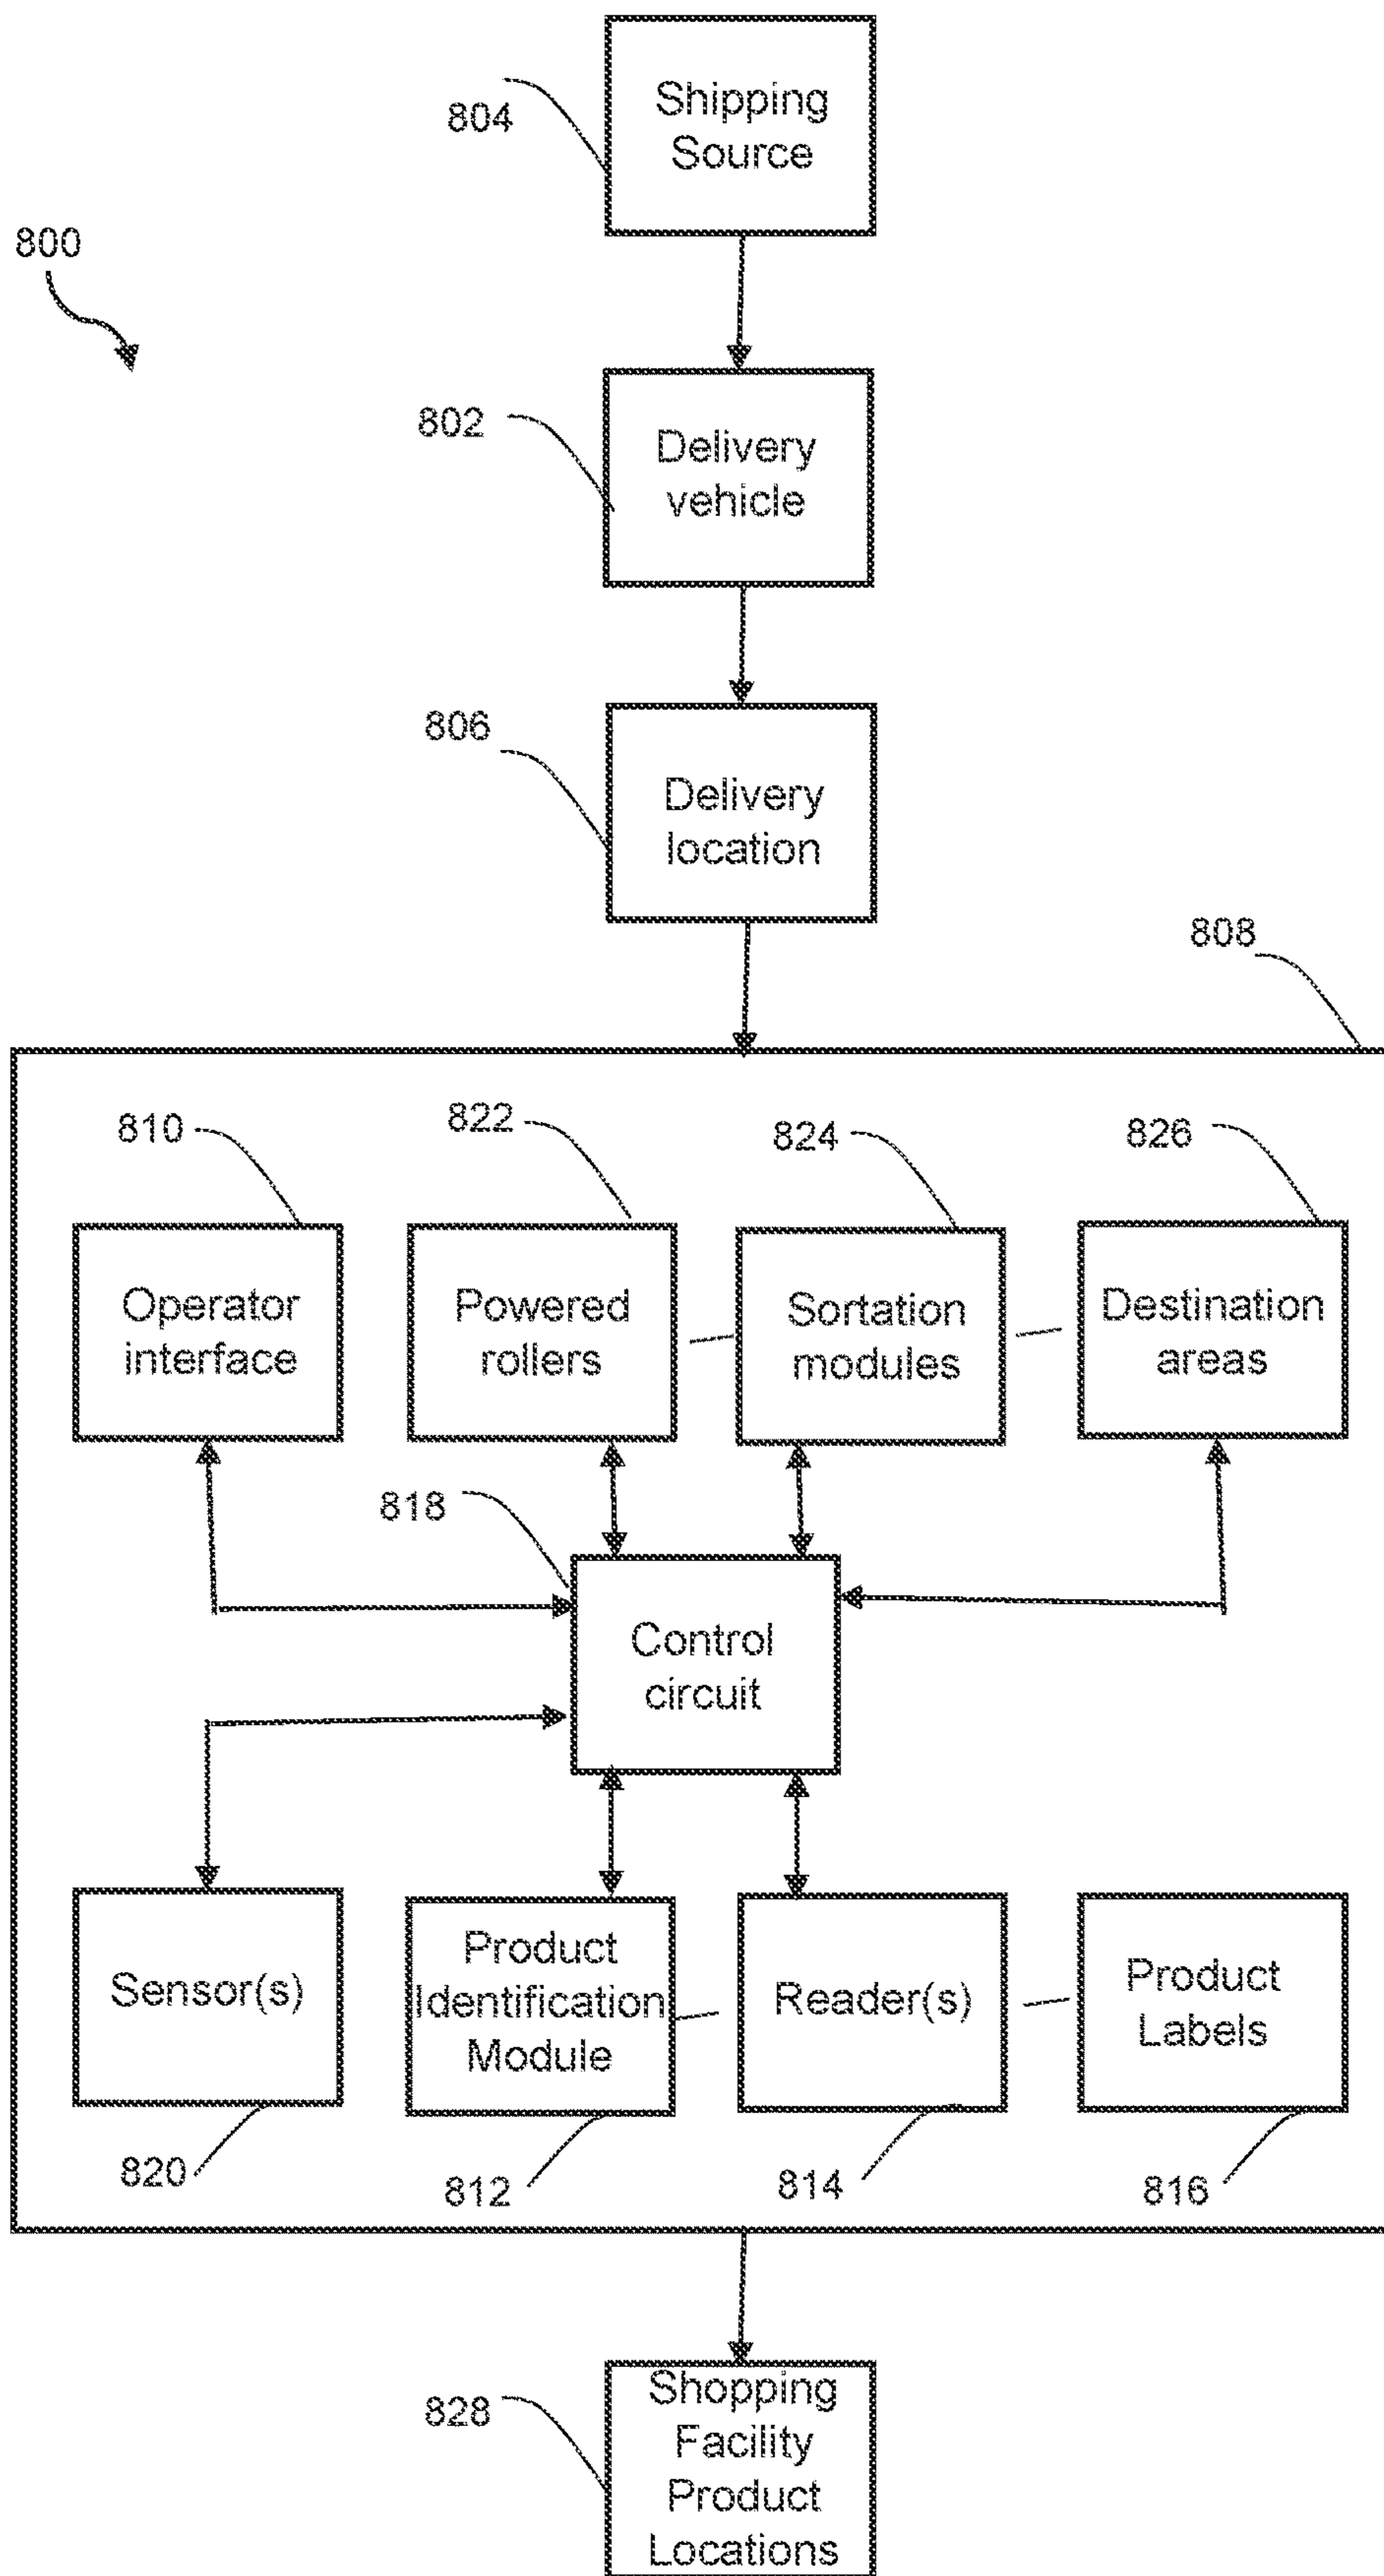 804
Shipping
Source
800
802
Delivery
vehicle
806
Delivery
location
808
810
822
824
826
Operator
interface
Powered
rollers
Sortation
modules
Destination
areas
818
Control
circuit
Sensor(s)
Product
Identification
Module
Reader(s)
Product
Labels
820
812
814
816
828
Shopping
Facility
Product
Locations